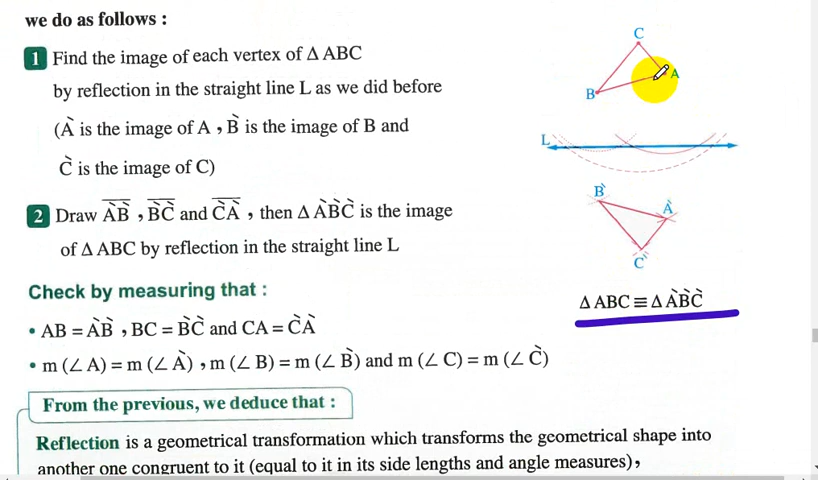 we do as follows :
1 Find the image of each vertex of Δ ABC
by reflection in the straight line L as we did before
(À is the image of A , B̀ is the image of B and
C̀ is the image of C)
2 Draw \overline{ÀB̀} , \overline{B̀C̀} and \overline{C̀À} , then Δ ÀB̀C̀ is the image
of Δ ABC by reflection in the straight line L
Check by measuring that :
• AB = ÀB̀ , BC = B̀C̀ and CA = C̀À
• m (∠ A) = m (∠ À) , m (∠ B) = m (∠ B̀) and m (∠ C) = m (∠ C̀)
From the previous, we deduce that :
Reflection is a geometrical transformation which transforms the geometrical shape into
another one congruent to it (equal to it in its side lengths and angle measures),
C
A
B
L
B̀
À
C̀
Δ ABC ≡ Δ ÀB̀C̀